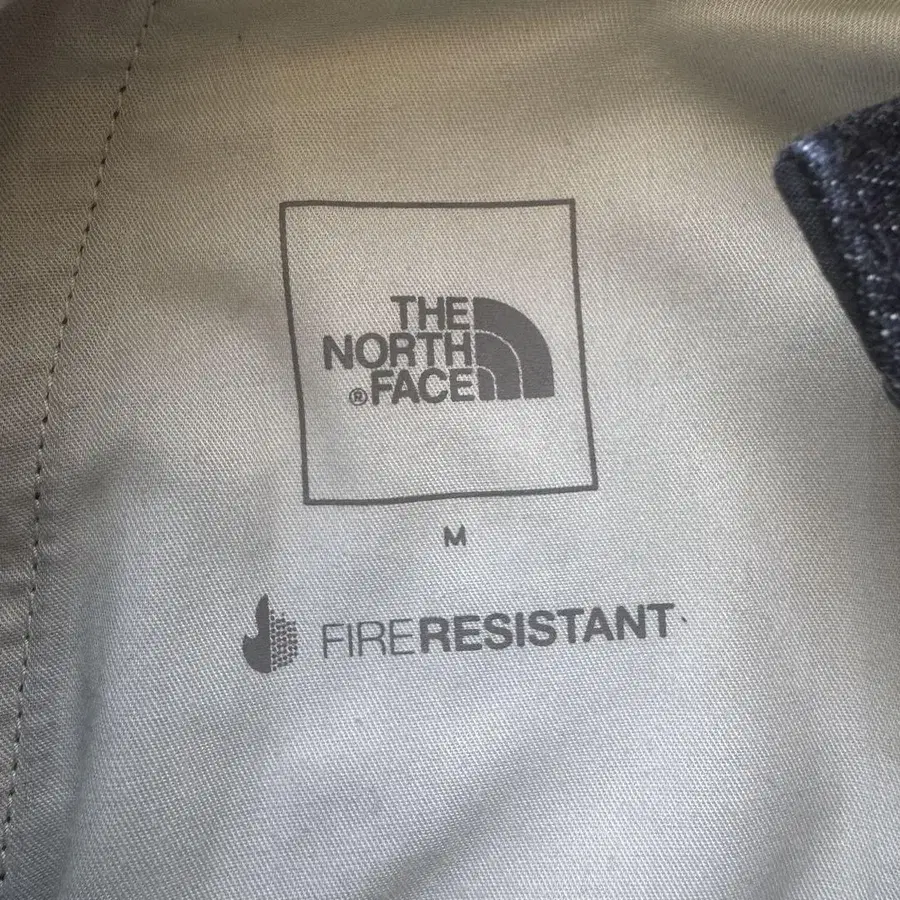 THE
NORTH
®FACE
M
FIRERESISTANT